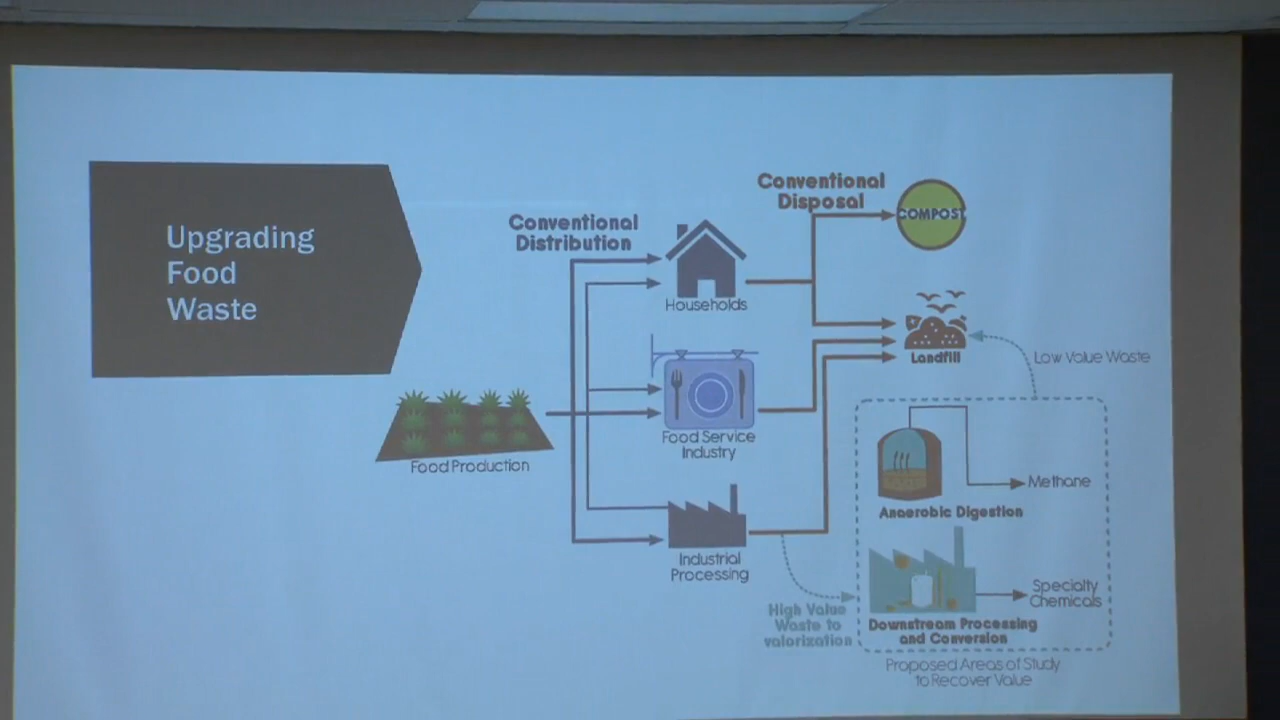 Upgrading
Food
Waste
Conventional
Distribution
Conventional
Disposal
COMPOST
Households
Landfill
Low Value Waste
Food Production
Food Service
Industry
Methane
Anaerobic Digestion
Industrial
Processing
High Value
Waste to
valorization
Specialty
Chemicals
Downstream Processing
and Conversion
Proposed Areas of Study
to Recover Value